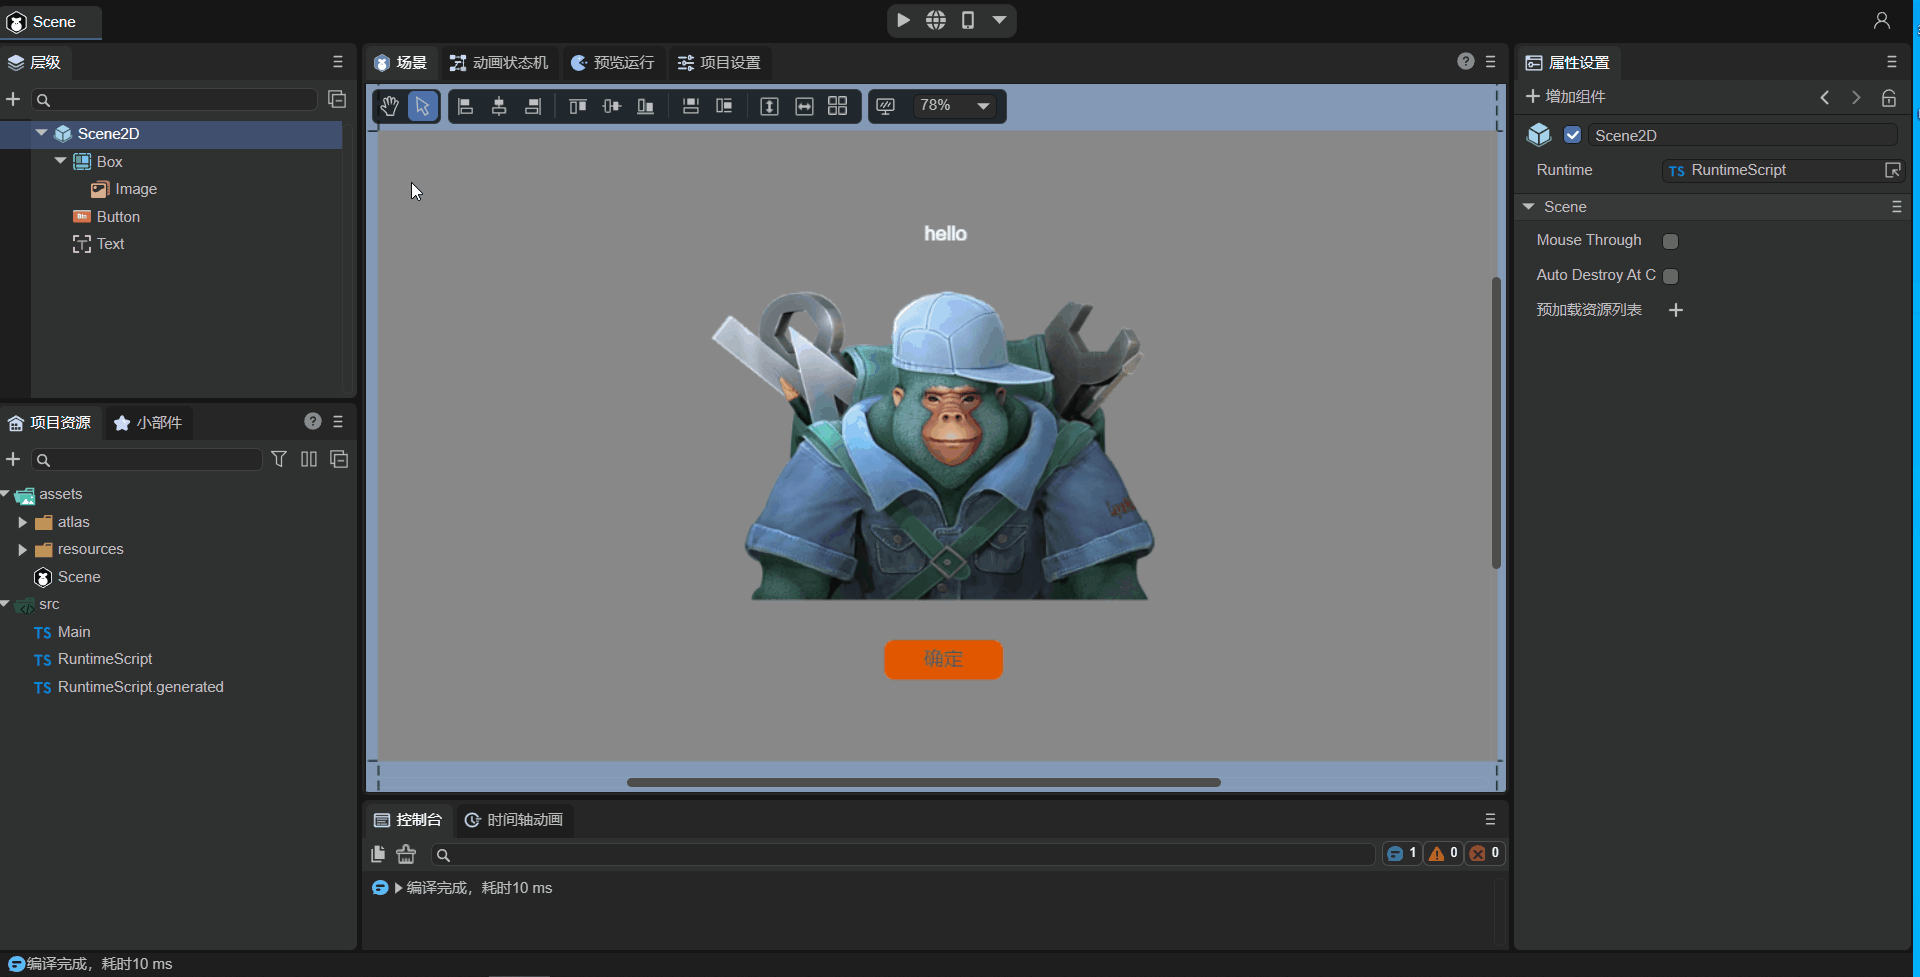 Scene
层级
Scene2D
Box
Image
Button
Text
项目资源
小部件
assets
atlas
resources
Scene
src
TS Main
TS RuntimeScript
TS RuntimeScript.generated
场景
动画状态机
预览运行
项目设置
78%
hello
确定
控制台
时间轴动画
1
0
0
编译完成，耗时10 ms
属性设置
增加组件
Scene2D
Runtime
TS RuntimeScript
Scene
Mouse Through
Auto Destroy At C
预加载资源列表
编译完成，耗时10 ms